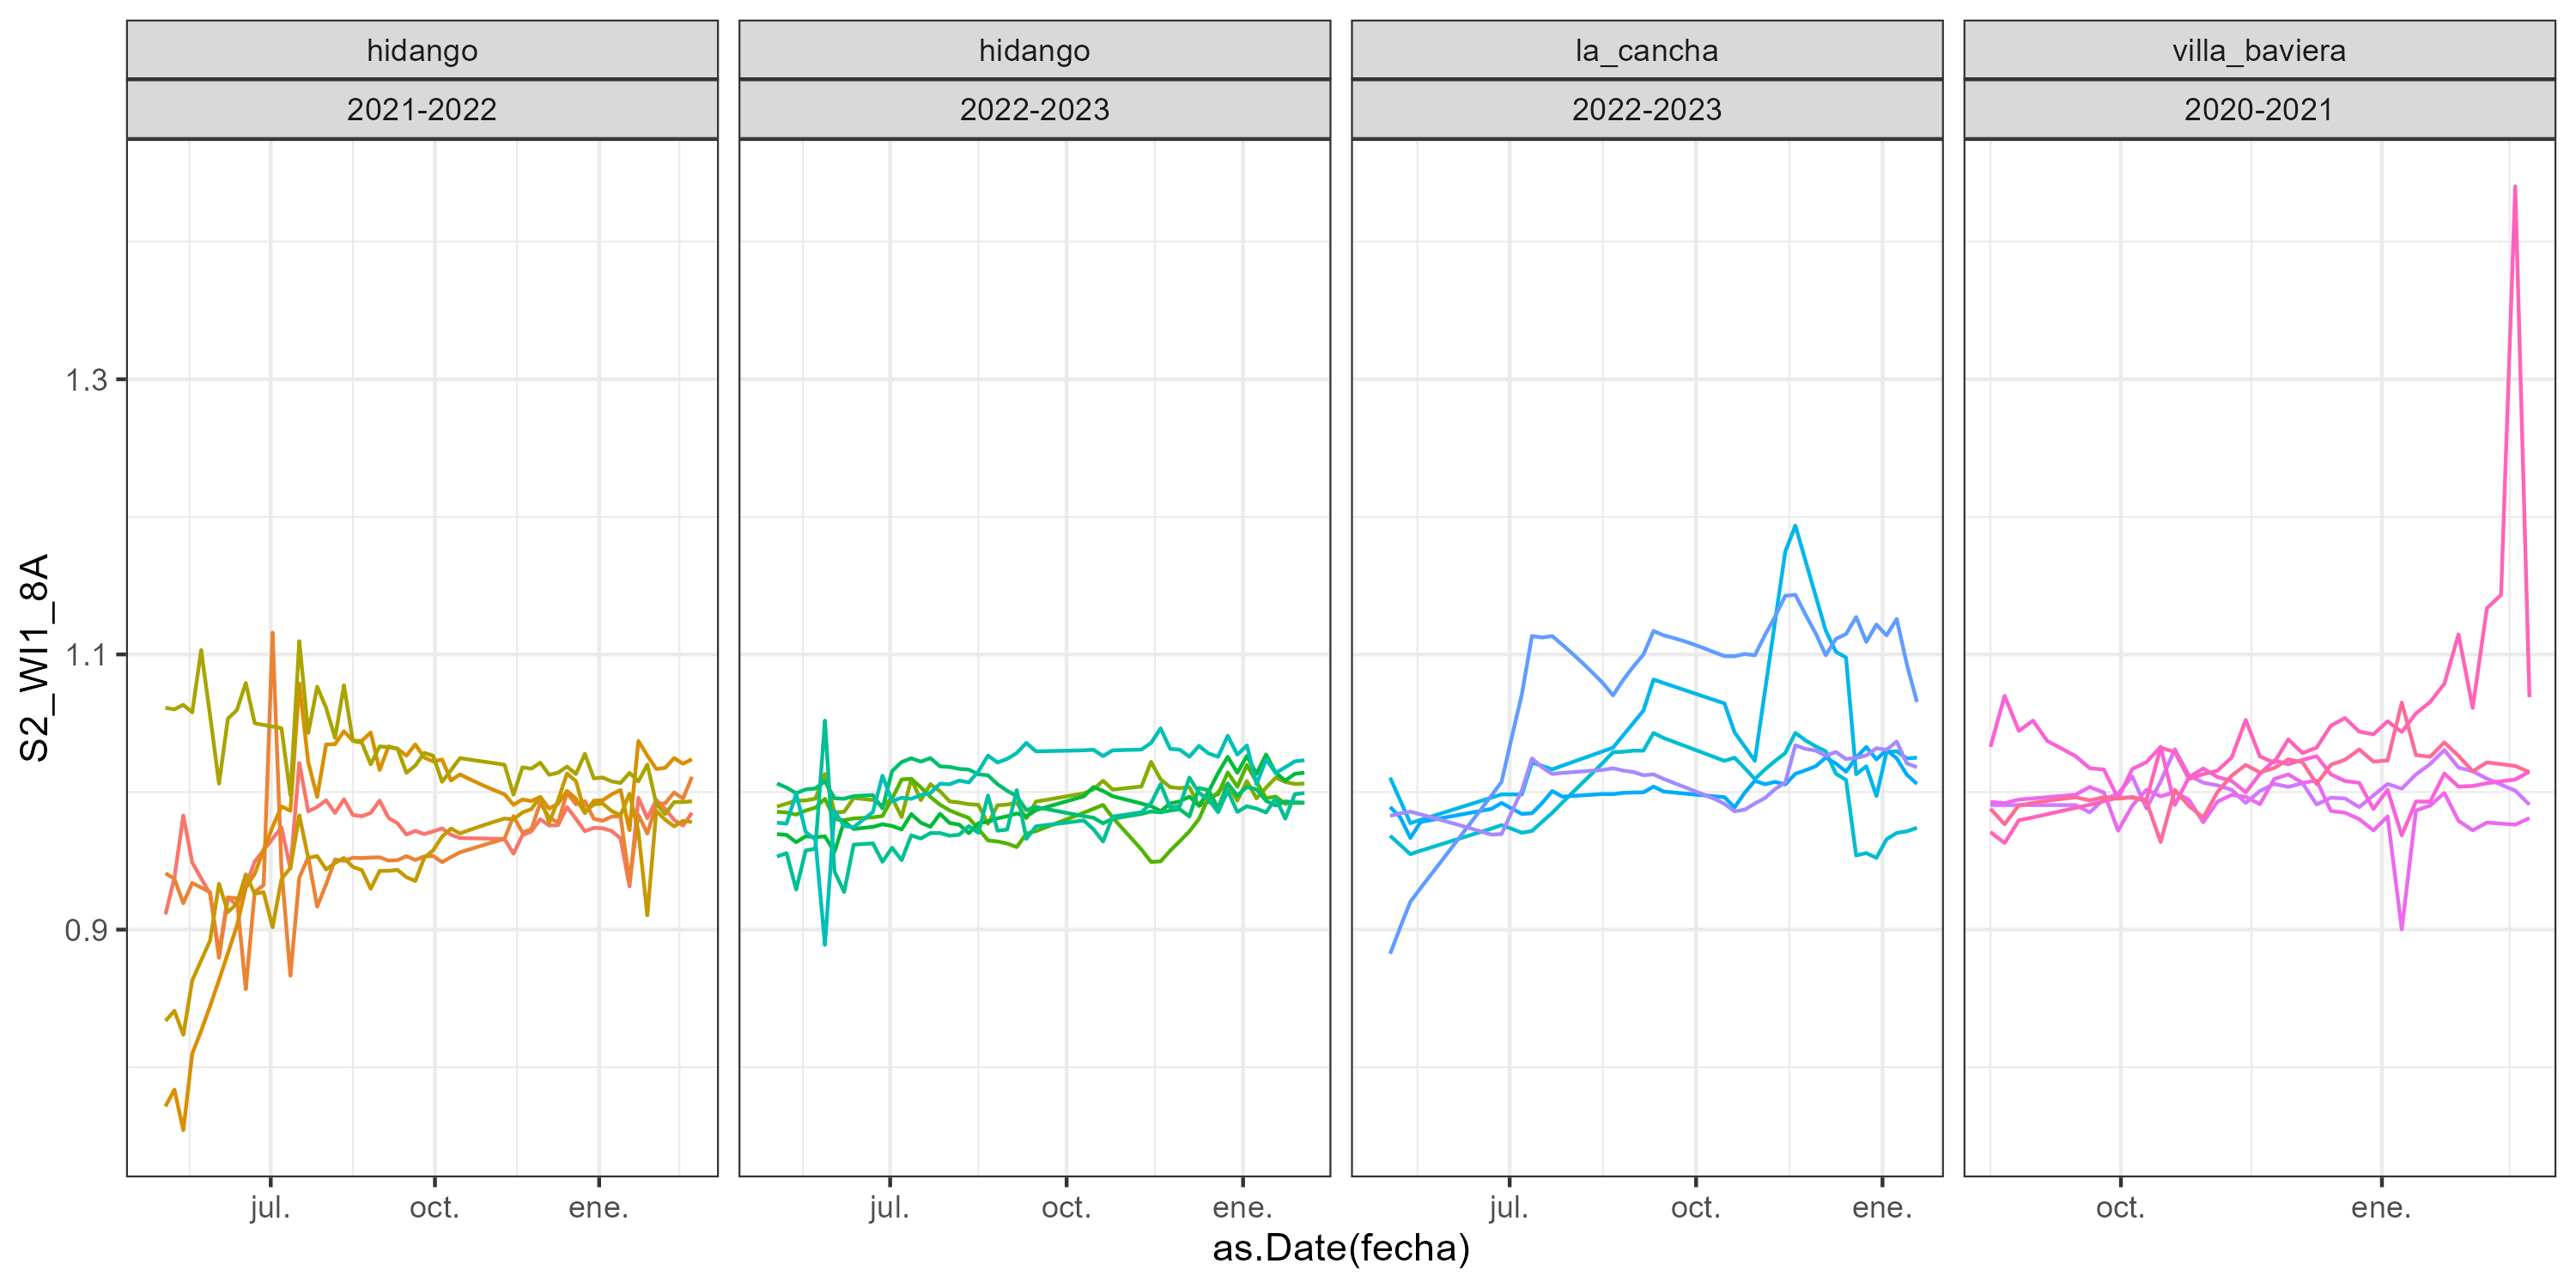 hidango
hidango
la_cancha
villa_baviera
2021-2022
2022-2023
2022-2023
2020-2021
S2_WI1_8A
1.3
1.1
0.9
jul.
oct.
ene.
jul.
oct.
ene.
jul.
oct.
ene.
oct.
ene.
as.Date(fecha)